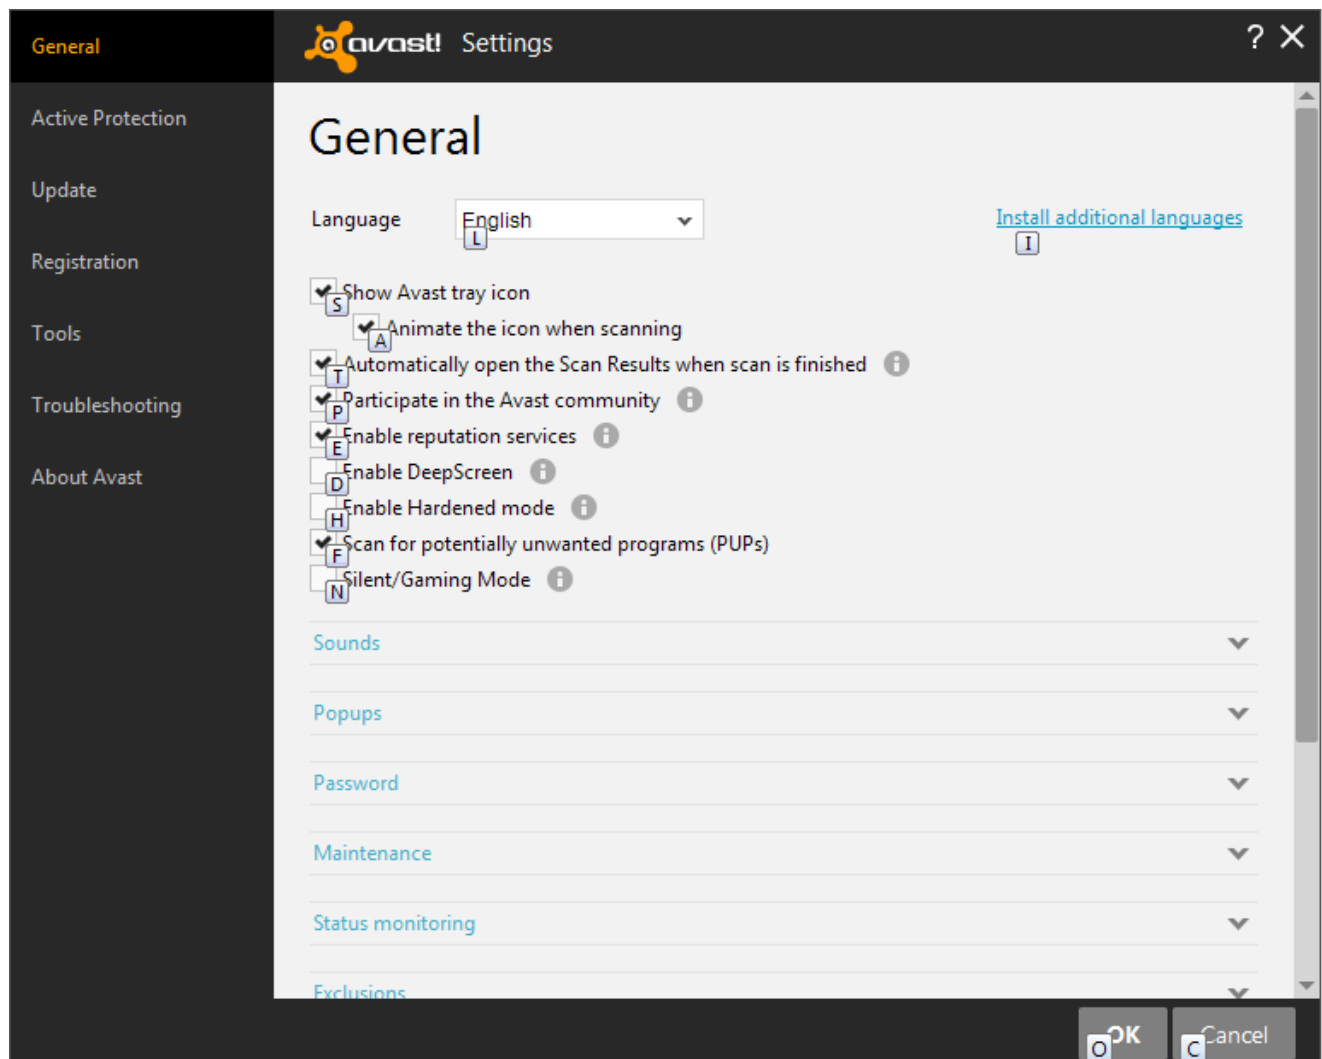 General
avast! Settings
?
Active Protection
Update
Registration
Tools
Troubleshooting
About Avast
General
Language English Install additional languages
L I
Show Avast tray icon
S
Animate the icon when scanning
A
Automatically open the Scan Results when scan is finished
T
Participate in the Avast community
P
Enable reputation services
E
Enable DeepScreen
D
Enable Hardened mode
H
Scan for potentially unwanted programs (PUPs)
F
Silent/Gaming Mode
N
Sounds
Popups
Password
Maintenance
Status monitoring
Exclusions
OK Cancel
O C